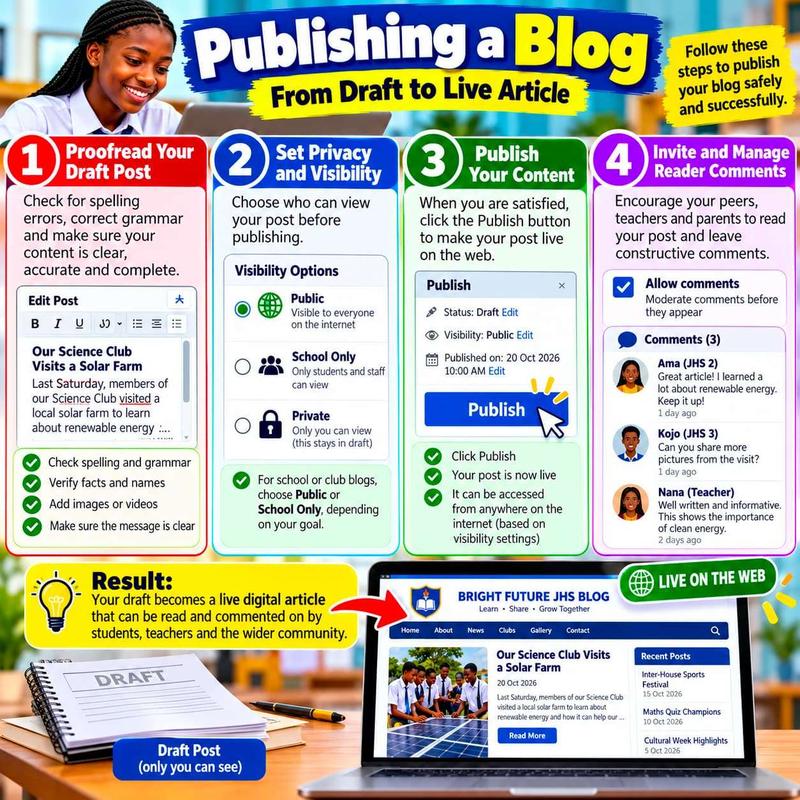 Publishing a Blog
From Draft to Live Article
Follow these
steps to publish
your blog safely
and successfully.
1
Proofread Your
Draft Post
Check for spelling
errors, correct grammar
and make sure your
content is clear,
accurate and complete.
Edit Post
B I U
Our Science Club
Visits a Solar Farm
Last Saturday, members of
our Science Club visited a
local solar farm to learn
about renewable energy
Check spelling and grammar
Verify facts and names
Add images or videos
Make sure the message is clear
2
Set Privacy
and Visibility
Choose who can view
your post before
publishing.
Visibility Options
Public
Visible to everyone
on the internet
School Only
Only students and staff
can view
Private
Only you can view
(this stays in draft)
For school or club blogs,
choose Public or
School Only, depending
on your goal.
3
Publish
Your Content
When you are satisfied,
click the Publish button
to make your post live
on the web.
Publish ×
Status: Draft Edit
Visibility: Public Edit
Published on: 20 Oct 2026
10:00 AM Edit
Publish
Click Publish
Your post is now live
It can be accessed
from anywhere on the
internet (based on
visibility settings)
4
Invite and Manage
Reader Comments
Encourage your peers,
teachers and parents to read
your post and leave
constructive comments.
Allow comments
Moderate comments before
they appear
Comments (3)
Ama (JHS 2)
Great article! I learned a
lot about renewable energy.
Keep it up!
1 day ago
Kojo (JHS 3)
Can you share more
pictures from the visit?
1 day ago
Nana (Teacher)
Well written and informative.
This shows the importance
of clean energy.
2 days ago
Result:
Your draft becomes a live digital article
that can be read and commented on by
students, teachers and the wider community.
DRAFT
Draft Post
(only you can see)
LIVE ON THE WEB
BRIGHT FUTURE JHS BLOG
Learn • Share • Grow Together
Home About News Clubs Gallery Contact
Our Science Club Visits
a Solar Farm
20 Oct 2026
Last Saturday, members of our Science Club
visited a local solar farm to learn about
renewable energy and how it can help our ...
Read More
Recent Posts
Inter-House Sports
Festival
15 Oct 2026
Maths Quiz Champions
10 Oct 2026
Cultural Week Highlights
5 Oct 2026